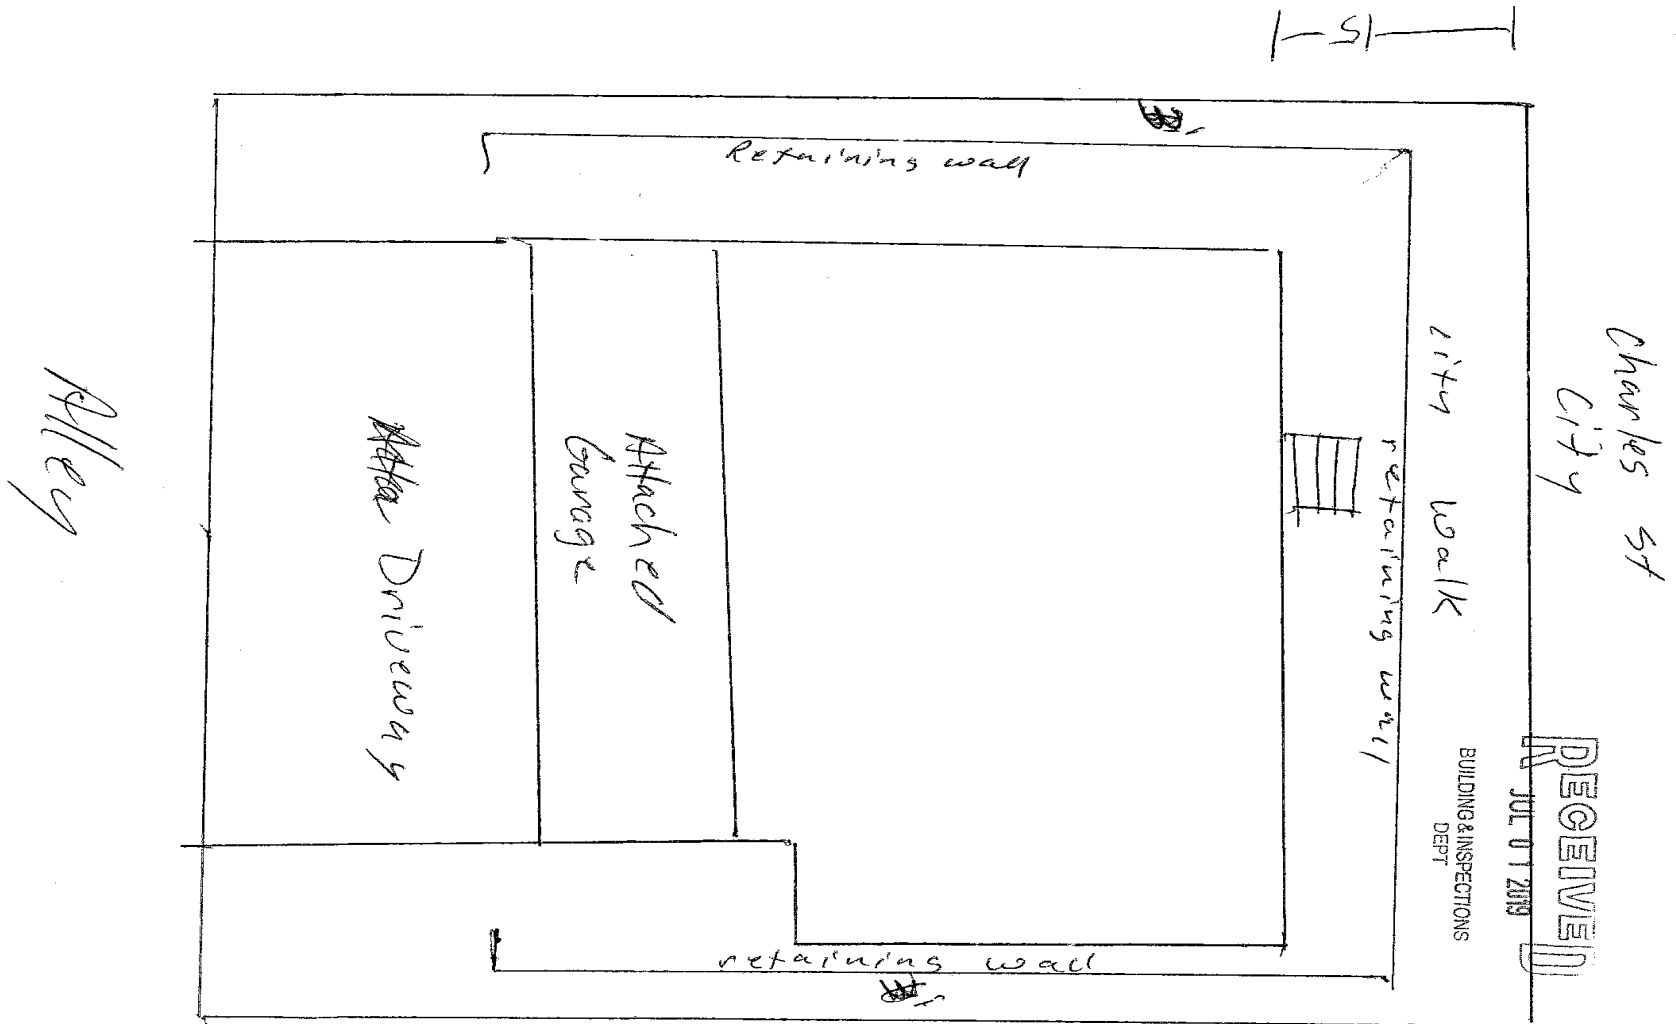 15
Retaining wall
Charles St
City
City Walk
retaining wall
Attached
Garage
Driveway
Alley
retaining wall
RECEIVED
JUL 01 2019
BUILDING & INSPECTIONS
DEPT